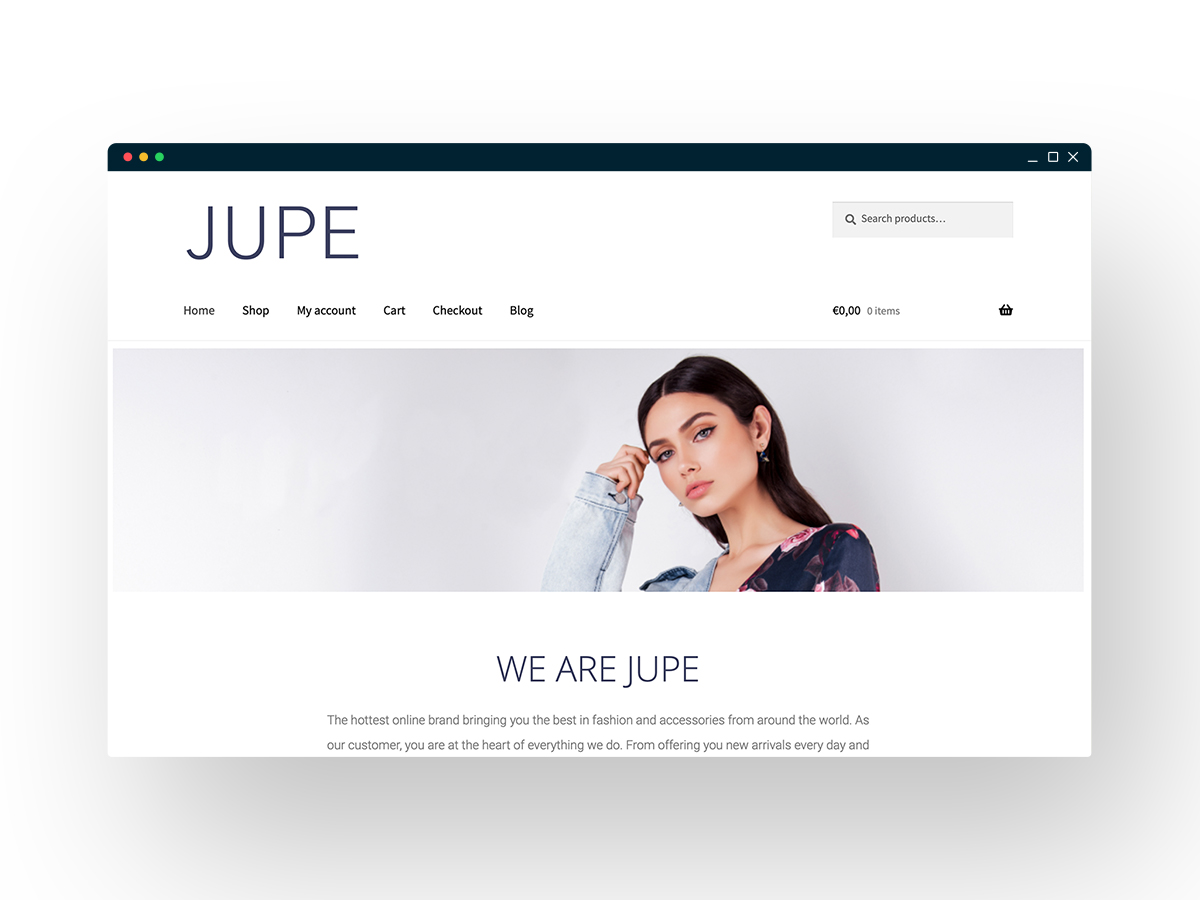 JUPE
Search products…
Home Shop My account Cart Checkout Blog
€0,00 0 items
WE ARE JUPE
The hottest online brand bringing you the best in fashion and accessories from around the world. As
our customer, you are at the heart of everything we do. From offering you new arrivals every day and